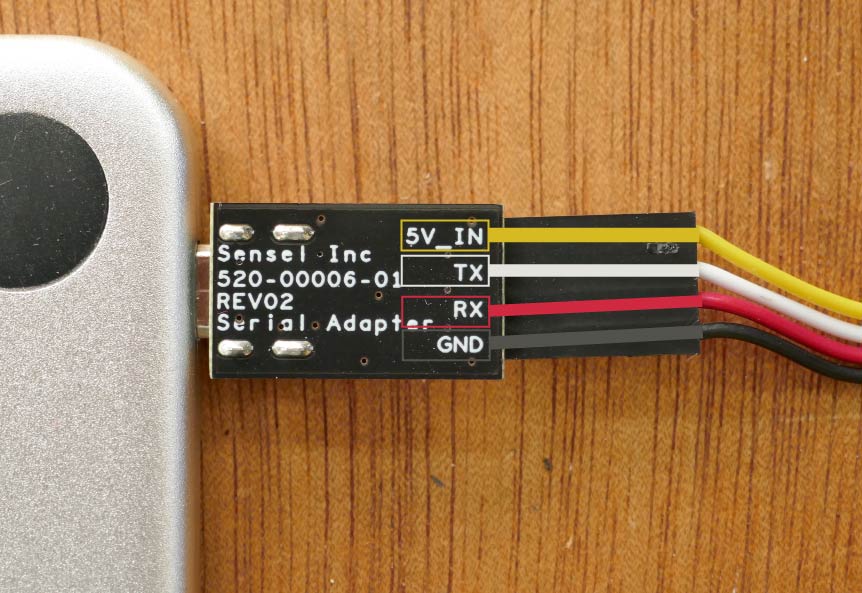 Sensel Inc
520-00006-01
REV02
Serial Adapter
5V_IN
TX
RX
GND